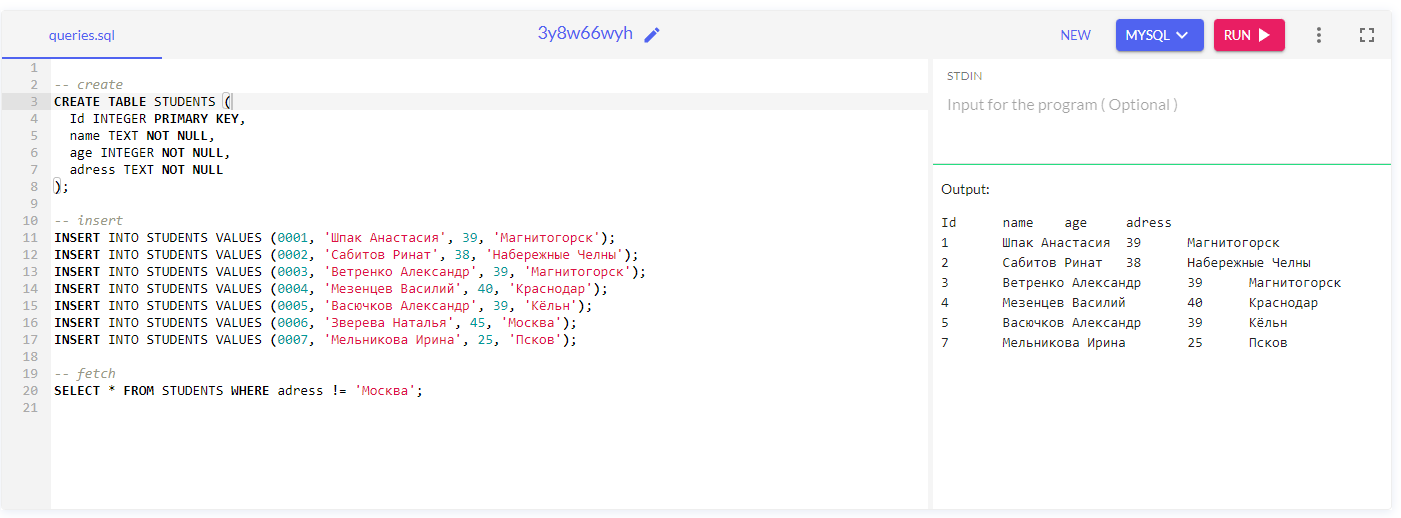 queries.sql
3y8w66wyh
NEW
MYSQL
RUN
1
2 -- create
3 CREATE TABLE STUDENTS (
4   Id INTEGER PRIMARY KEY,
5   name TEXT NOT NULL,
6   age INTEGER NOT NULL,
7   adress TEXT NOT NULL
8 );
9
10 -- insert
11 INSERT INTO STUDENTS VALUES (0001, 'Шпак Анастасия', 39, 'Магнитогорск');
12 INSERT INTO STUDENTS VALUES (0002, 'Сабитов Ринат', 38, 'Набережные Челны');
13 INSERT INTO STUDENTS VALUES (0003, 'Ветренко Александр', 39, 'Магнитогорск');
14 INSERT INTO STUDENTS VALUES (0004, 'Мезенцев Василий', 40, 'Краснодар');
15 INSERT INTO STUDENTS VALUES (0005, 'Васючков Александр', 39, 'Кёльн');
16 INSERT INTO STUDENTS VALUES (0006, 'Зверева Наталья', 45, 'Москва');
17 INSERT INTO STUDENTS VALUES (0007, 'Мельникова Ирина', 25, 'Псков');
18
19 -- fetch
20 SELECT * FROM STUDENTS WHERE adress != 'Москва';
21
STDIN
Input for the program ( Optional )
Output:
Id name age adress
1 Шпак Анастасия 39 Магнитогорск
2 Сабитов Ринат 38 Набережные Челны
3 Ветренко Александр 39 Магнитогорск
4 Мезенцев Василий 40 Краснодар
5 Васючков Александр 39 Кёльн
7 Мельникова Ирина 25 Псков